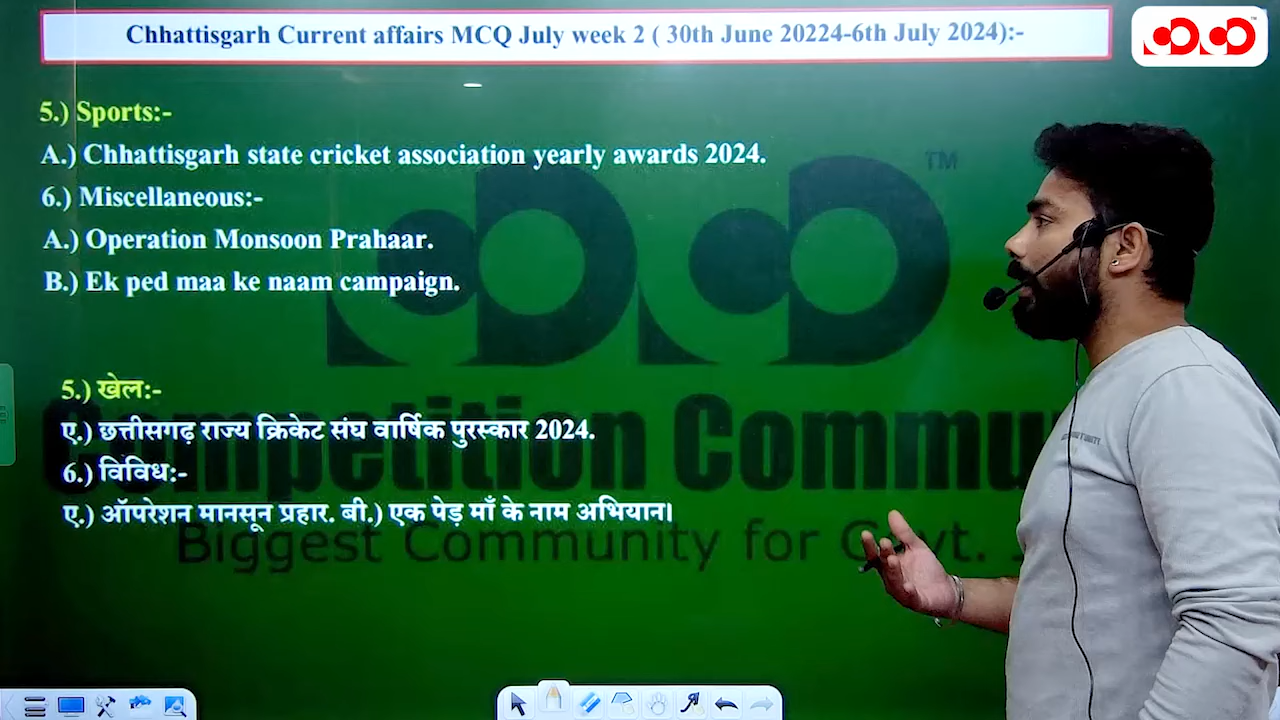 Chhattisgarh Current affairs MCQ July week 2 ( 30th June 20224-6th July 2024):-
5.) Sports:-
A.) Chhattisgarh state cricket association yearly awards 2024.
6.) Miscellaneous:-
A.) Operation Monsoon Prahaar.
B.) Ek ped maa ke naam campaign.
TM
5.) खेल:-
ए.) छत्तीसगढ़ राज्य क्रिकेट संघ वार्षिक पुरस्कार 2024.
6.) विविध:-
ए.) ऑपरेशन मानसून प्रहार. बी.) एक पेड़ माँ के नाम अभियान।
Competition Commu
Biggest Community for Govt.